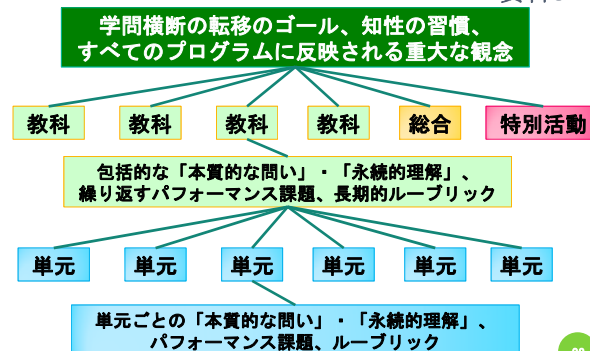 学問横断の転移のゴール、知性の習慣、
すべてのプログラムに反映される重大な観念
教科 教科 教科 教科 総合 特別活動
包括的な「本質的な問い」・「永続的理解」、
繰り返すパフォーマンス課題、長期的ルーブリック
単元 単元 単元 単元 単元 単元
単元ごとの「本質的な問い」・「永続的理解」、
パフォーマンス課題、ルーブリック